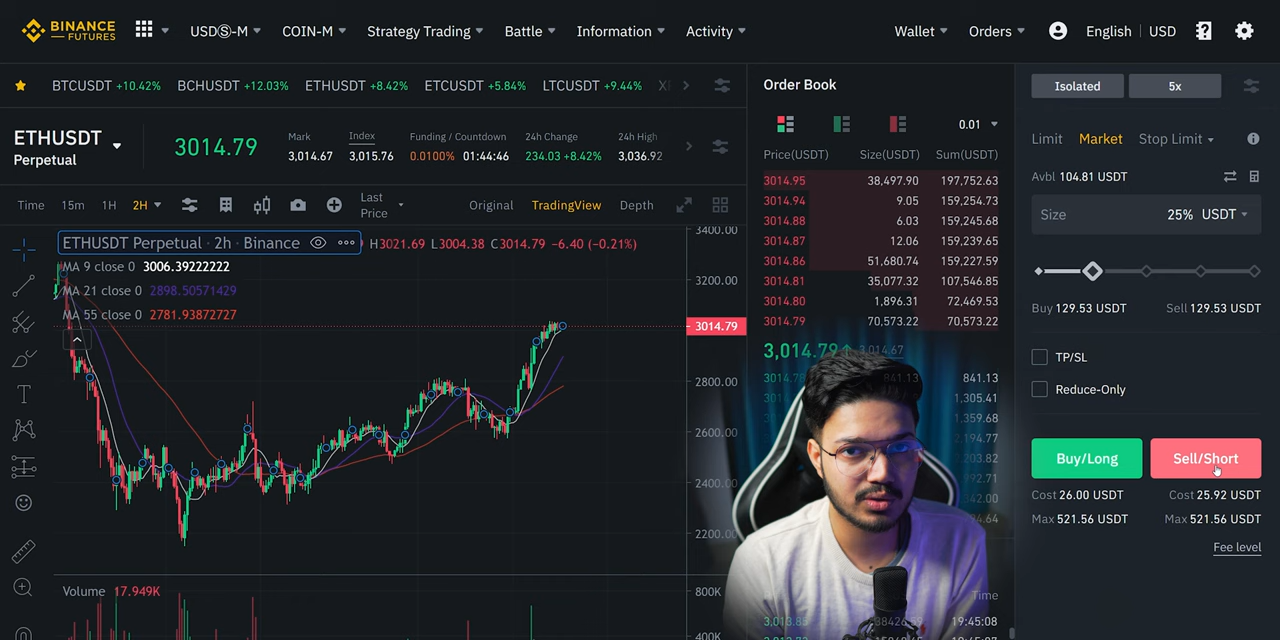 BINANCE
FUTURES
USDⓈ-M
COIN-M
Strategy Trading
Battle
Information
Activity
Wallet
Orders
English
USD
BTCUSDT +10.42%
BCHUSDT +12.03%
ETHUSDT +8.42%
ETCUSDT +5.84%
LTCUSDT +9.44%
ETHUSDT
Perpetual
3014.79
Mark
3,014.67
Index
3,015.76
Funding / Countdown
0.0100% 01:44:46
24h Change
234.03 +8.42%
24h High
3,036.92
Time
15m
1H
2H
Last
Price
Original
TradingView
Depth
ETHUSDT Perpetual · 2h · Binance
H3021.69 L3004.38 C3014.79 −6.40 (−0.21%)
MA 9 close 0 3006.39222222
MA 21 close 0 2898.50571429
MA 55 close 0 2781.93872727
3400.00
3200.00
3014.79
2800.00
2600.00
2400.00
2200.00
Volume 17.949K
800K
400K
Order Book
0.01
Price(USDT) Size(USDT) Sum(USDT)
3014.95 38,497.90 197,752.63
3014.94 9.05 159,254.73
3014.88 6.03 159,245.68
3014.87 12.06 159,239.65
3014.86 51,680.74 159,227.59
3014.81 35,077.32 107,546.85
3014.80 1,896.31 72,469.53
3014.79 70,573.22 70,573.22
3,014.79 3,014.67
841.13 841.13
1,305.41
1,359.68
2,194.77
Time
19:45:08
Isolated
5x
Limit
Market
Stop Limit
Avbl 104.81 USDT
Size 25% USDT
Buy 129.53 USDT Sell 129.53 USDT
TP/SL
Reduce-Only
Buy/Long
Sell/Short
Cost 26.00 USDT Cost 25.92 USDT
Max 521.56 USDT Max 521.56 USDT
Fee level